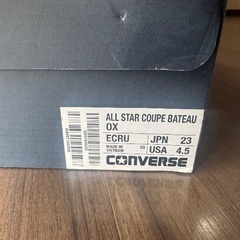 ALL STAR COUPE BATEAU
OX
ECRU JPN 23
MADE IN VIETNAM USA 4.5
CONVERSE